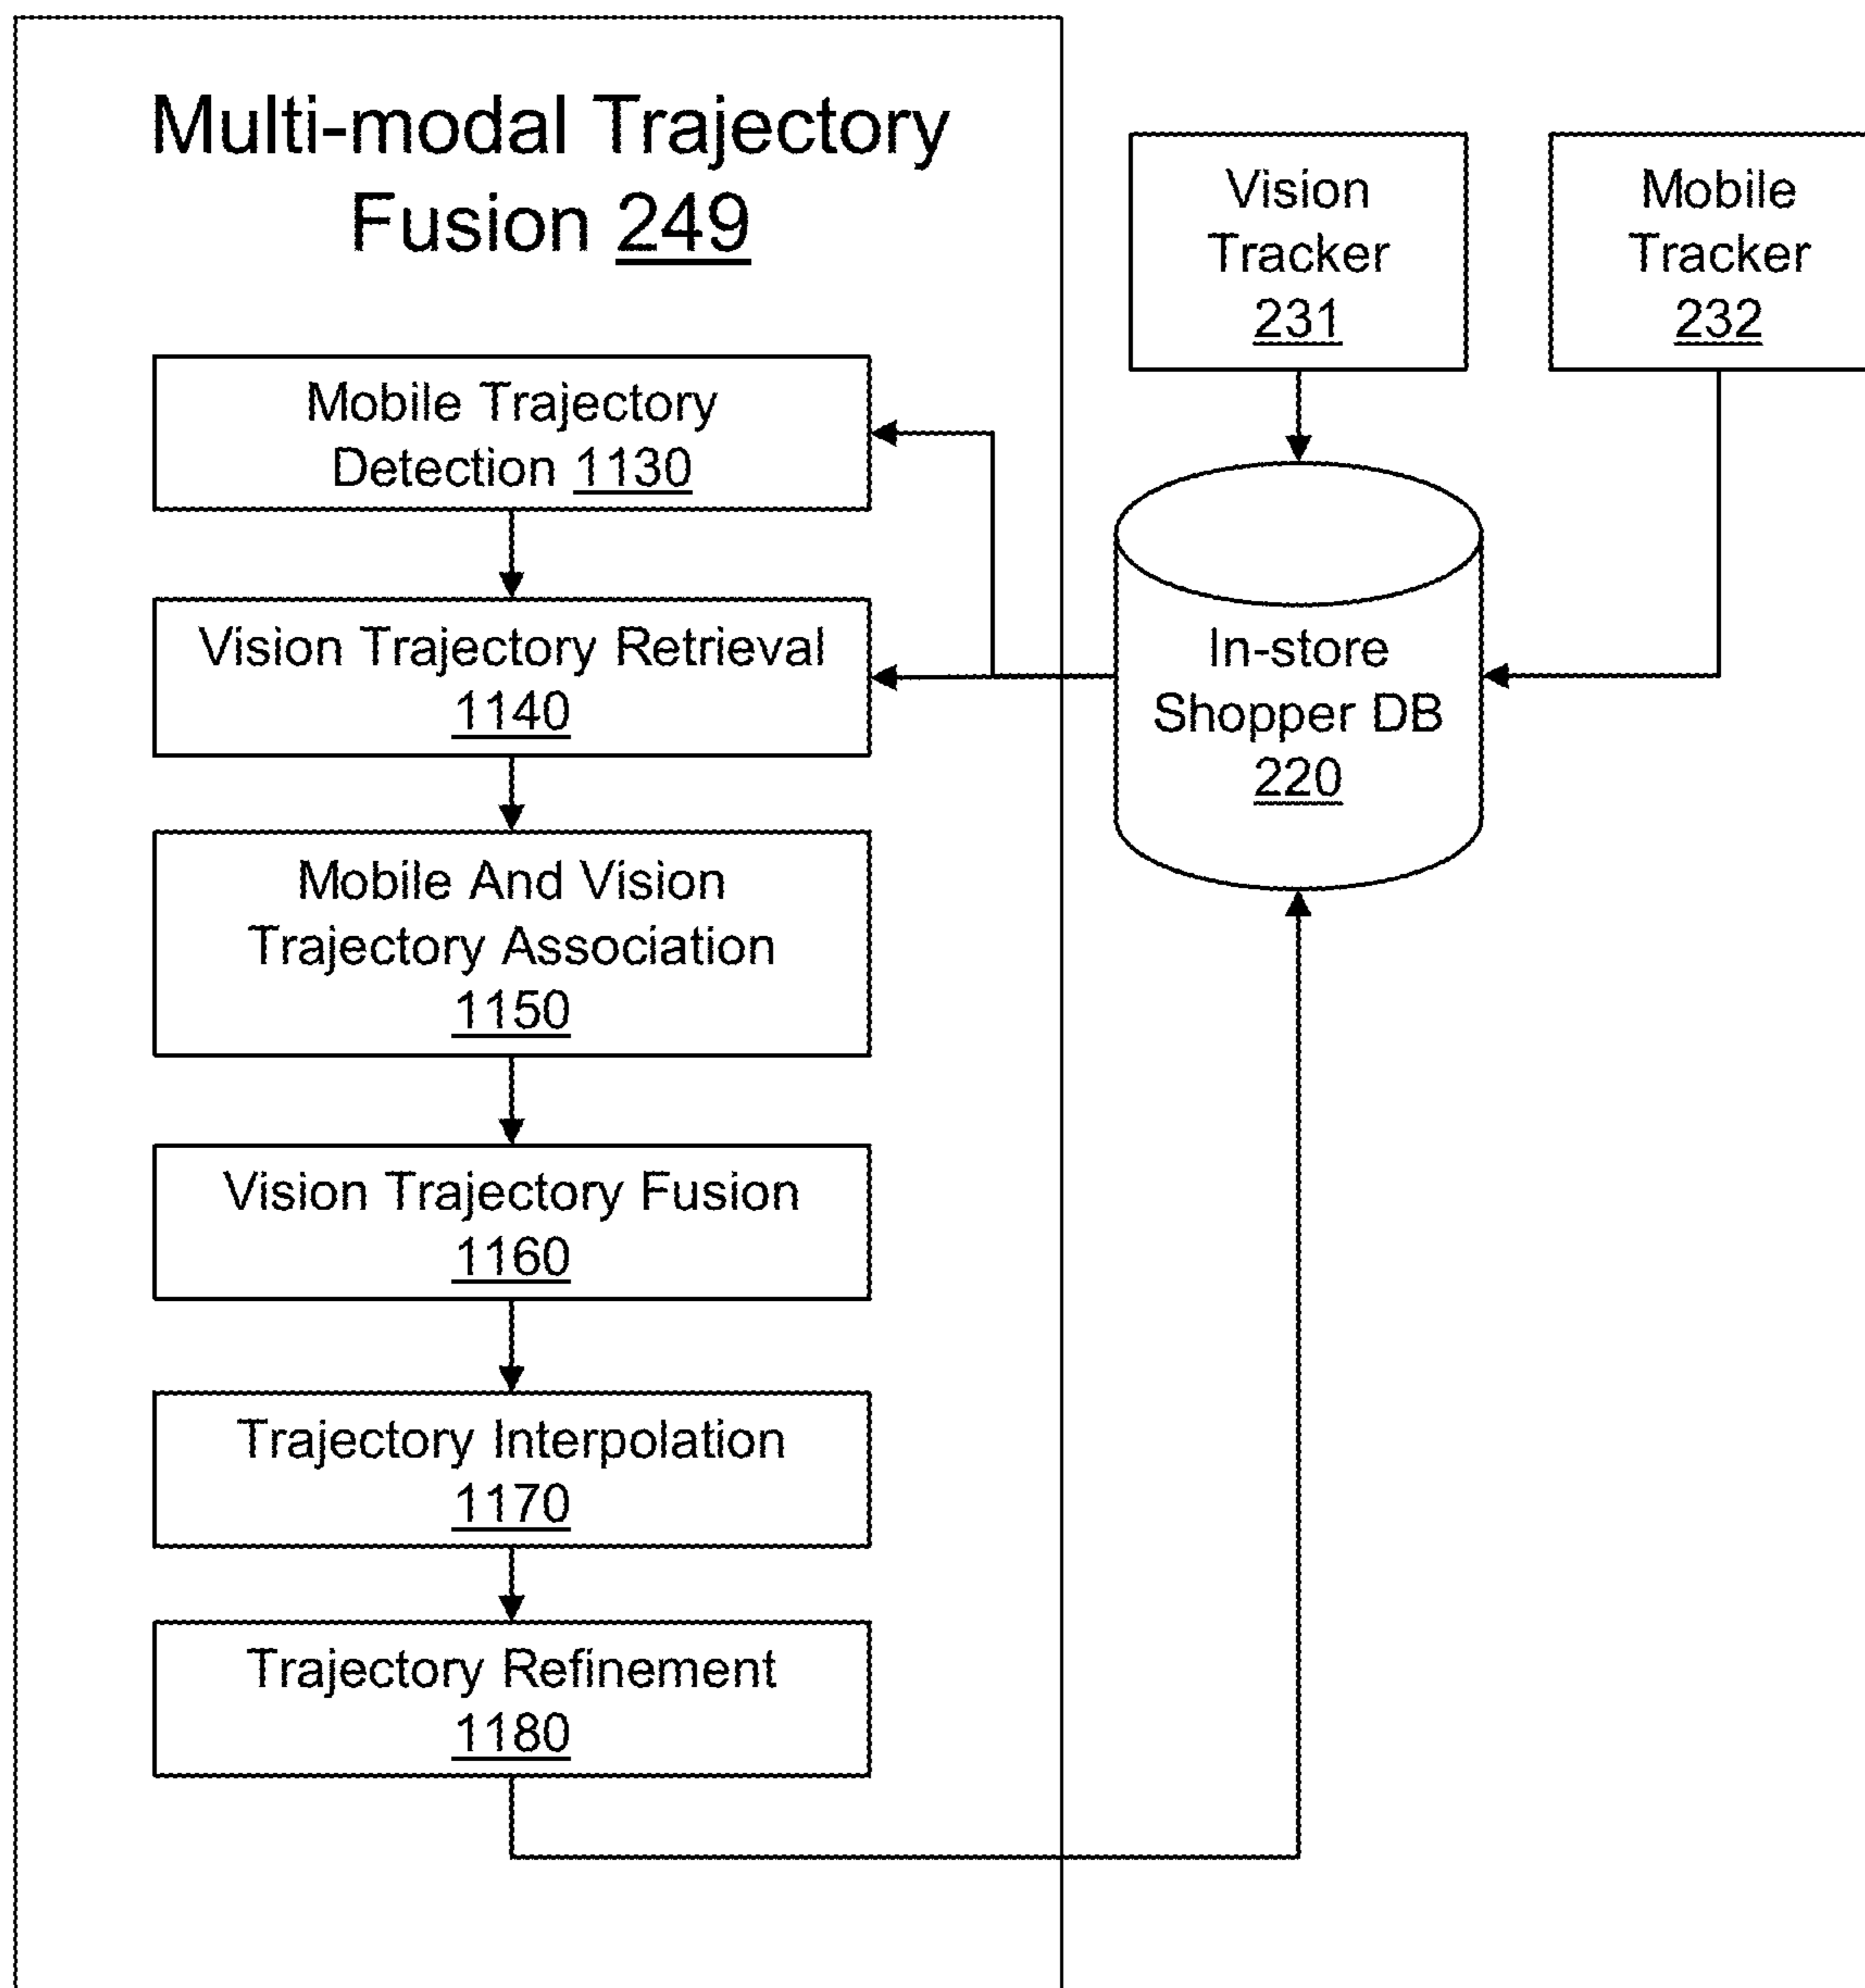 Multi-modal Trajectory
Fusion 249
Vision
Tracker
231
Mobile
Tracker
232
Mobile Trajectory
Detection 1130
Vision Trajectory Retrieval
1140
In-store
Shopper DB
220
Mobile And Vision
Trajectory Association
1150
Vision Trajectory Fusion
1160
Trajectory Interpolation
1170
Trajectory Refinement
1180